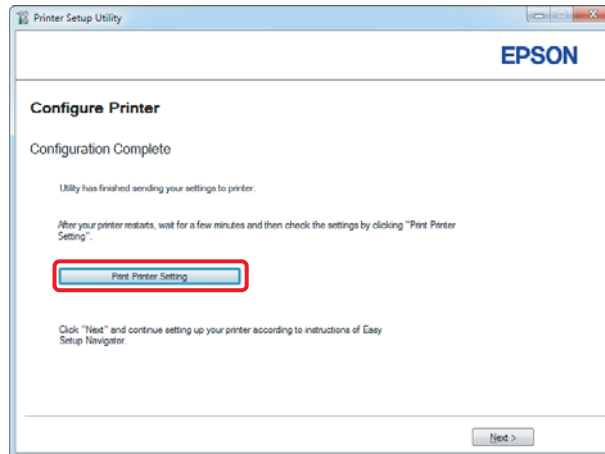 Printer Setup Utility
EPSON
Configure Printer
Configuration Complete
Utility has finished sending your settings to printer.
After your printer restarts, wait for a few minutes and then check the settings by clicking "Print Printer
Setting".
Print Printer Setting
Click "Next" and continue setting up your printer according to instructions of Easy
Setup Navigator.
Next >